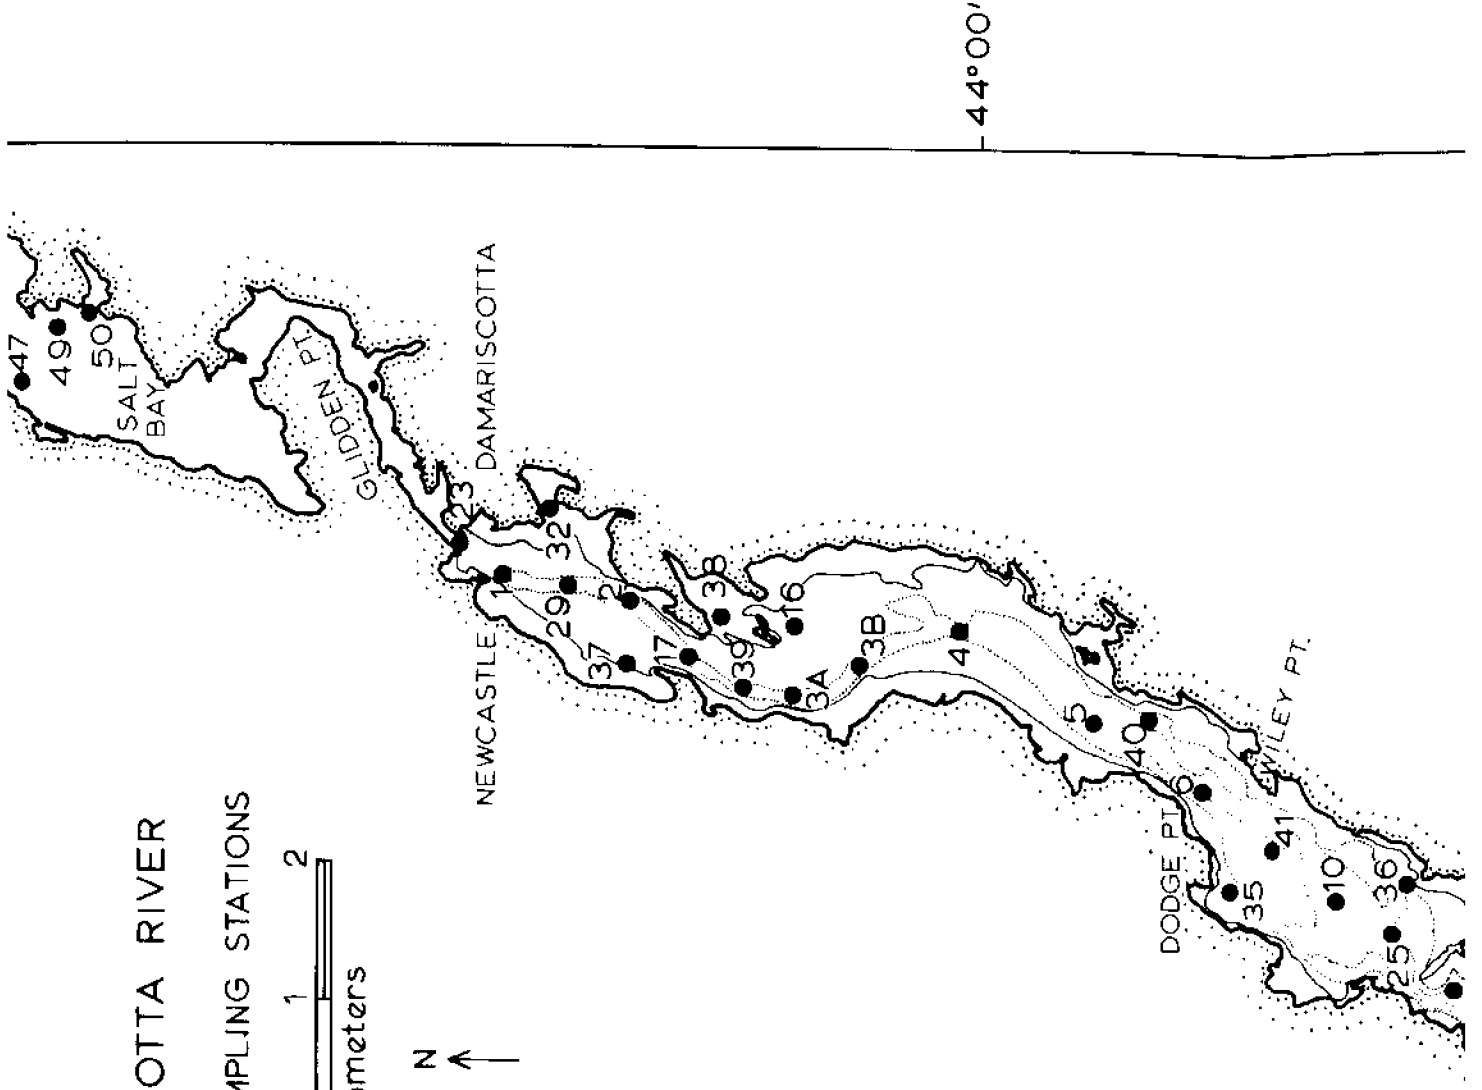 OTTA RIVER
MPLING STATIONS
1
2
ometers
N
44°00'
47
49
50
SALT
BAY
GLIDDEN PT.
DAMARISCOTTA
NEWCASTLE
23
1
32
29
2
37
17
38
39
16
3A
3B
4
5
40
6
DODGE PT.
WILEY PT.
41
35
10
36
25